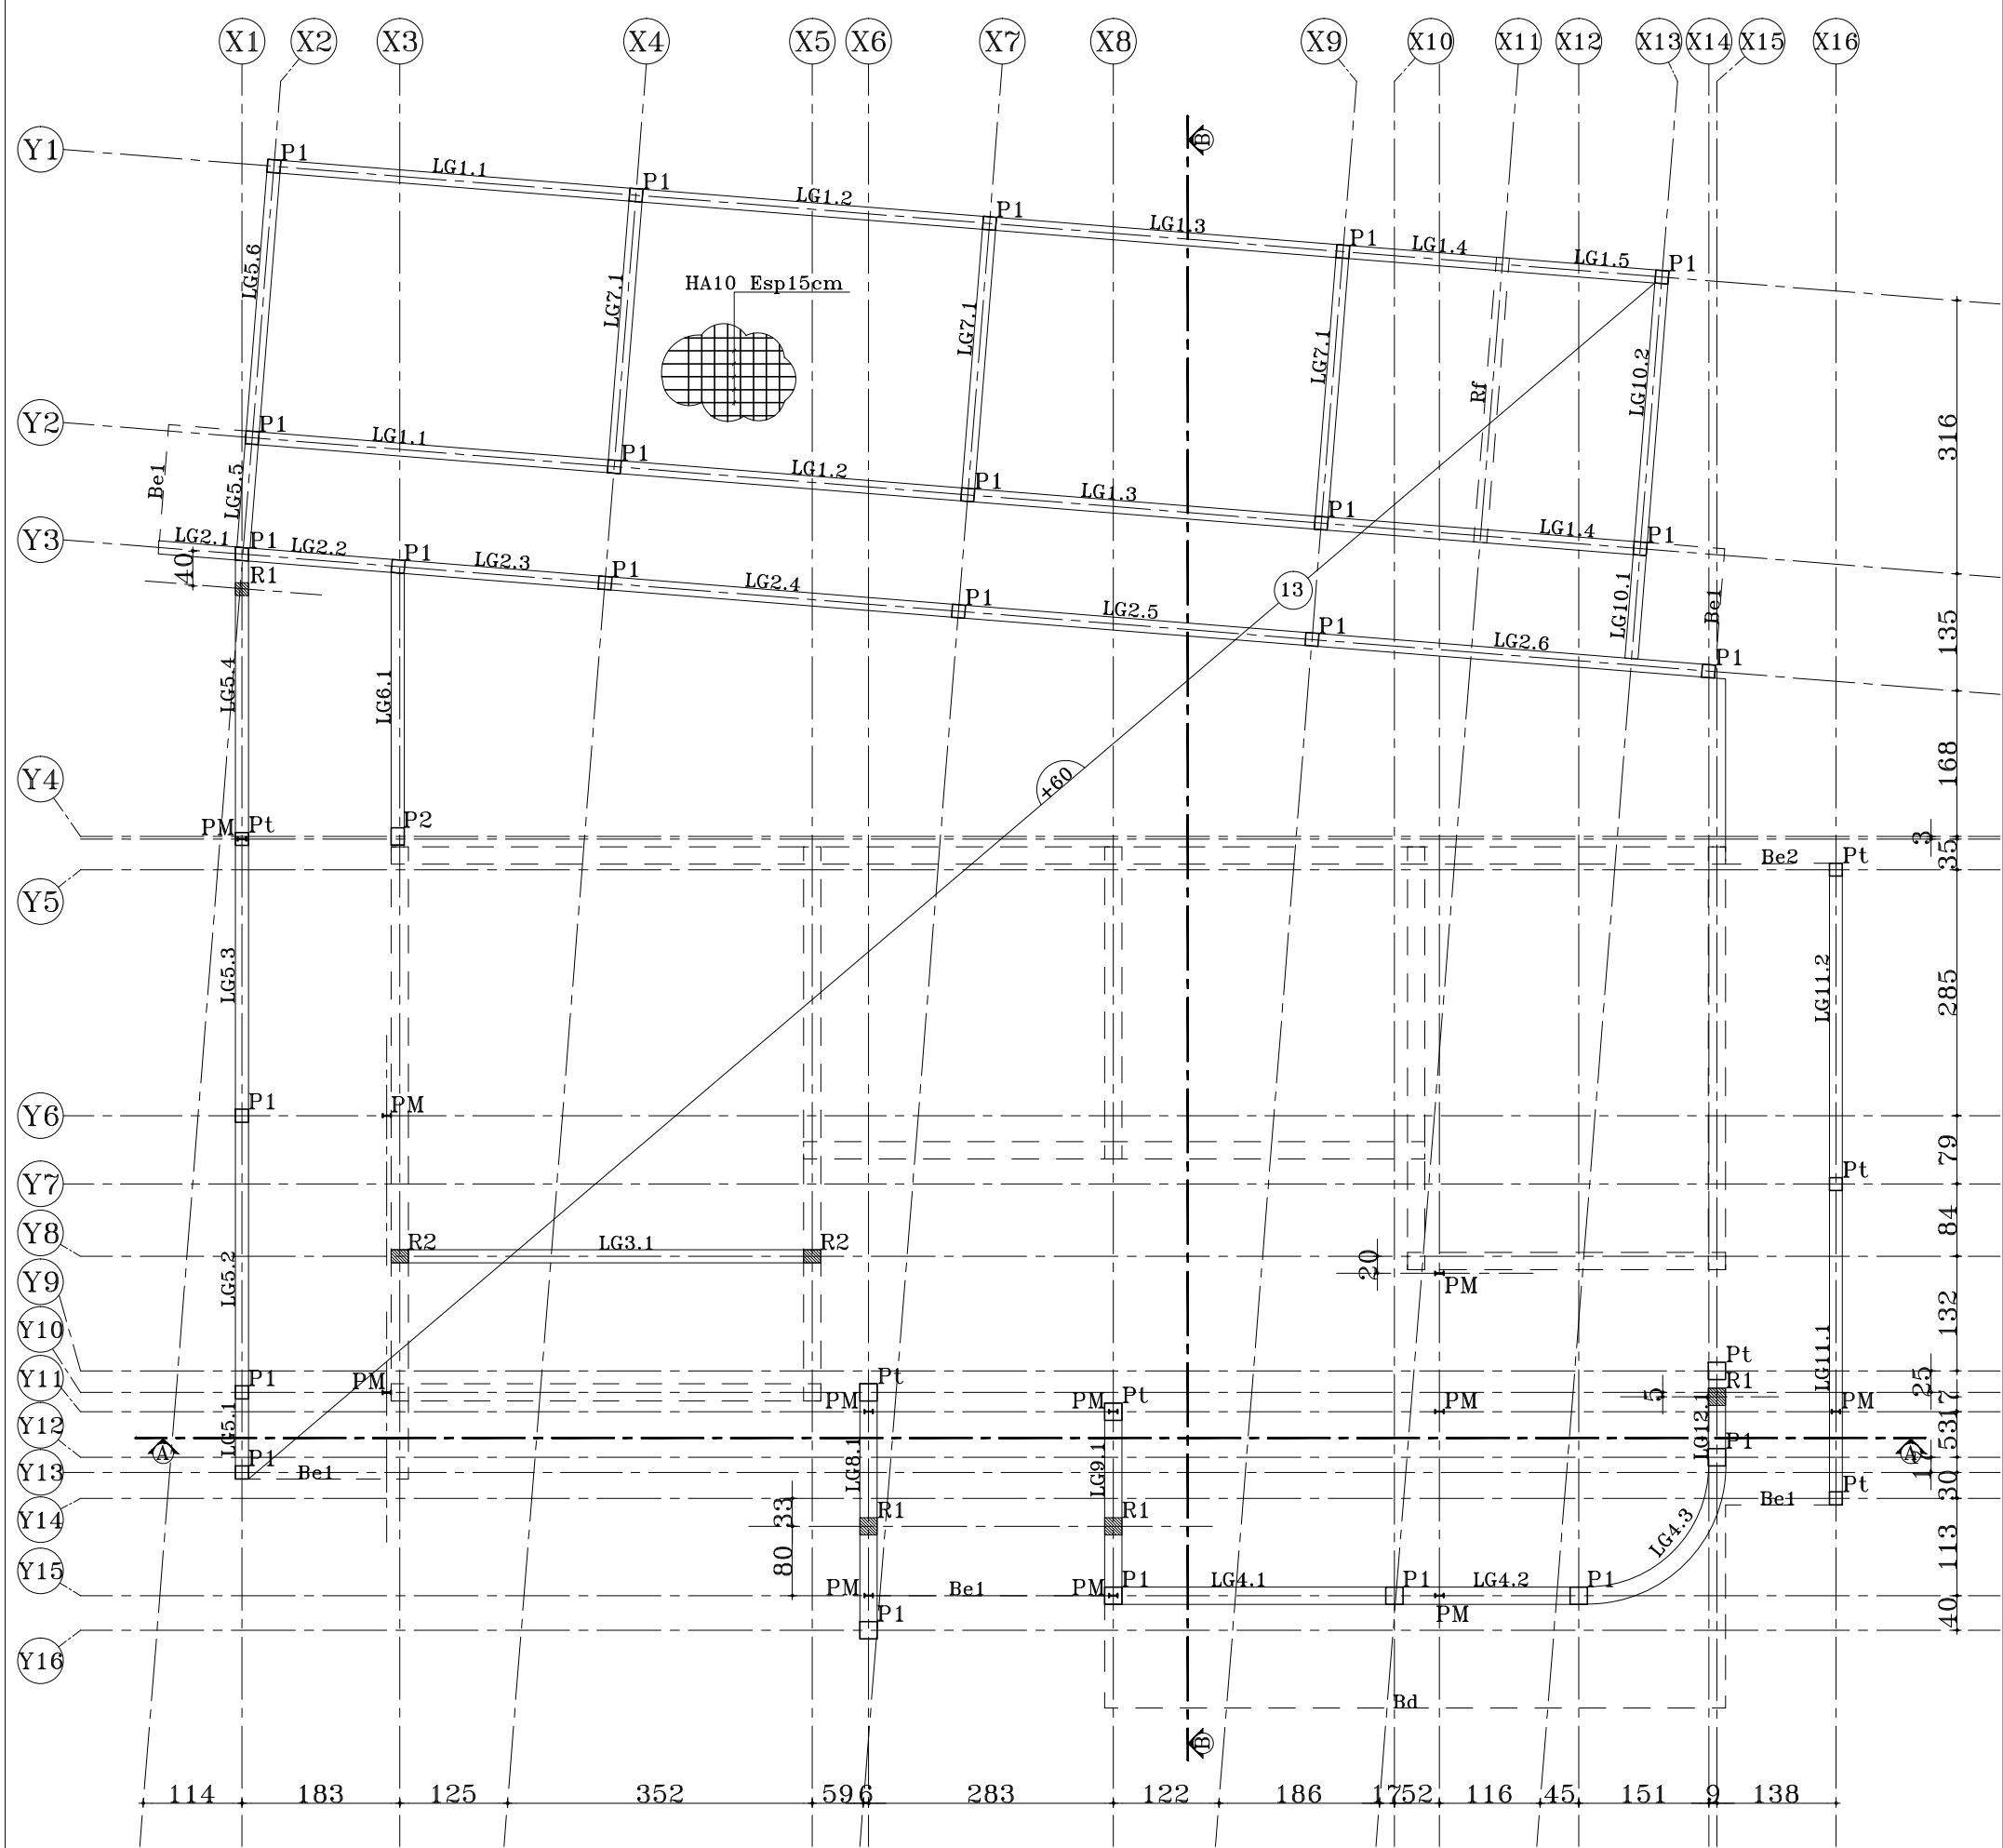 X1 X2 X3 X4 X5 X6 X7 X8 X9 X10 X11 X12 X13 X14 X15 X16
B
Y1
P1 LG1.1 P1 LG1.2 P1 LG1.3 P1 LG1.4 LG1.5 P1
LG5.6 LG7.1 LG7.1 LG7.1 Rf LG10.2
HA10 Esp15cm
316
Y2
P1 LG1.1 P1 LG1.2 P1 LG1.3 P1 LG1.4 P1
Be1 LG5.5 LG10.1 Be1
135
Y3
LG2.1 P1 LG2.2 P1 LG2.3 P1 LG2.4 P1 LG2.5 P1 LG2.6 P1
40 R1
13
LG5.4 LG6.1
168
+60
Y4
PM Pt P2
3
35
Be2 Pt
Y5
LG5.3 LG11.2
285
Y6
P1 PM
79
Y7
Pt
84
Y8
R2 LG3.1 R2
20 PM
LG5.2
132
Y9
Y10
LG11.1
Pt
R1
25
Y11
P1 PM Pt
5
PM PM Pt PM PM
17
Y12
LG5.1 LG8.1 LG9.1 LG12.1 P1
53
A A
17
Y13
P1 Be1
30
Be1 Pt
Y14
33 R1 R1
LG4.3
113
80
Y15
PM Be1 PM P1 LG4.1 P1 LG4.2 P1
PM
40
P1
Y16
Bd
B
114 183 125 352 59 6 283 122 186 17 52 116 45 151 9 138